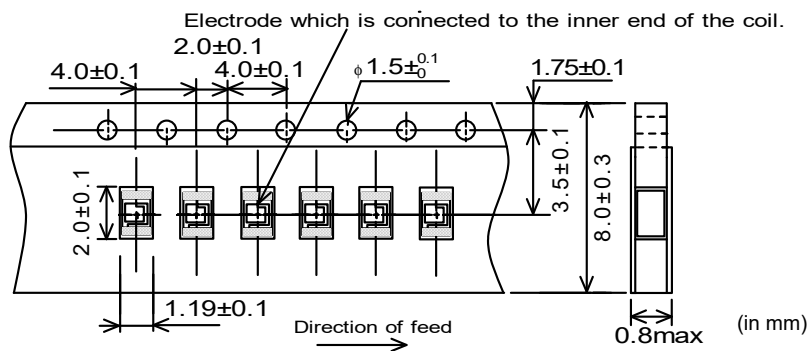 Electrode which is connected to the inner end of the coil.
2.0±0.1
4.0±0.1
4.0±0.1
ϕ 1.5±0.1 0
1.75±0.1
3.5±0.1
8.0±0.3
2.0±0.1
1.19±0.1
Direction of feed
0.8max
(in mm)